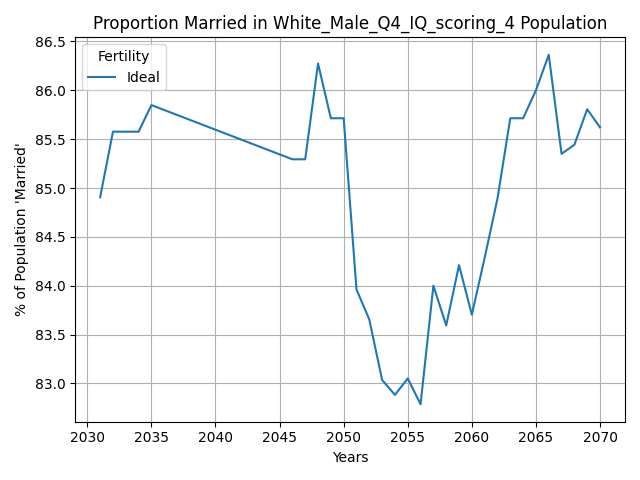 Proportion Married in White_Male_Q4_IQ_scoring_4 Population
% of Population 'Married'
86.5
86.0
85.5
85.0
84.5
84.0
83.5
83.0
Fertility
Ideal
2030 2035 2040 2045 2050 2055 2060 2065 2070
Years